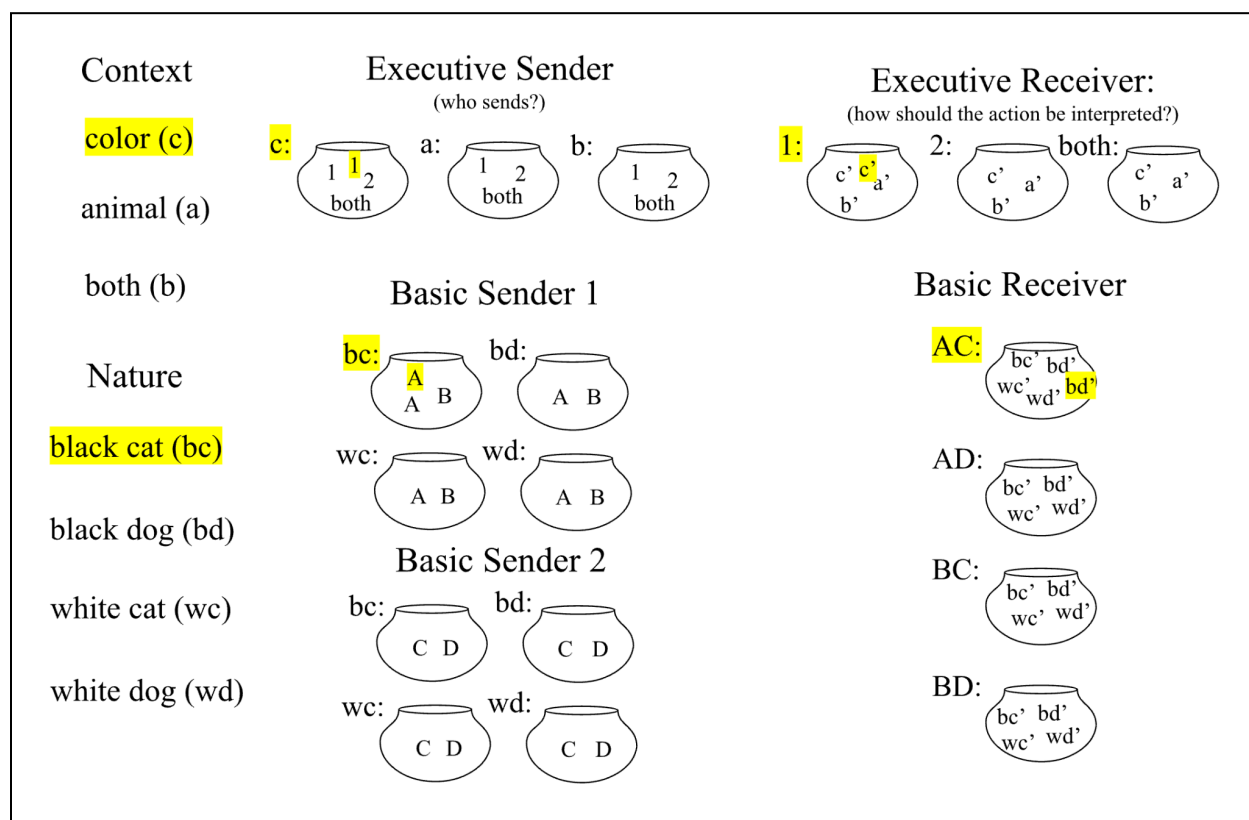 Context
color (c)
animal (a)
both (b)
Nature
black cat (bc)
black dog (bd)
white cat (wc)
white dog (wd)
Executive Sender
(who sends?)
c:
1 1 2
both
a:
1 2
both
b:
1 2
both
Basic Sender 1
bc:
A
A B
bd:
A B
wc:
A B
wd:
A B
Basic Sender 2
bc:
C D
bd:
C D
wc:
C D
wd:
C D
Executive Receiver:
(how should the action be interpreted?)
1:
c’ c’ a’
b’
2:
c’ a’
b’
both:
c’ a’
b’
Basic Receiver
AC:
bc’ bd’
wc’ wd’ bd’
AD:
bc’ bd’
wc’ wd’
BC:
bc’ bd’
wc’ wd’
BD:
bc’ bd’
wc’ wd’